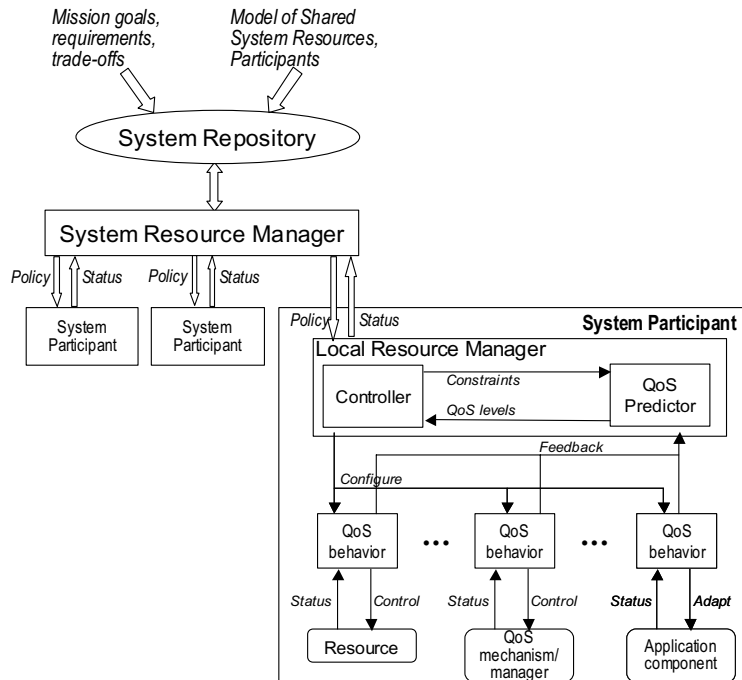 Mission goals,
requirements,
trade-offs
Model of Shared
System Resources,
Participants
System Repository
System Resource Manager
Policy
Status
Policy
Status
Policy
Status
System
Participant
System
Participant
System Participant
Local Resource Manager
Controller
Constraints
QoS levels
QoS
Predictor
Feedback
Configure
QoS
behavior
•••
QoS
behavior
•••
QoS
behavior
Status
Control
Status
Control
Status
Adapt
Resource
QoS
mechanism/
manager
Application
component